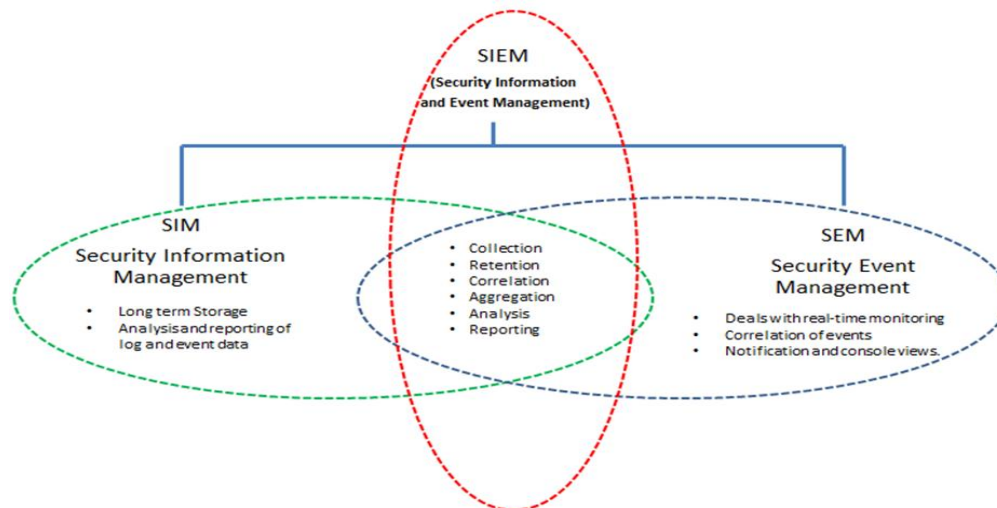 SIEM
(Security Information
and Event Management)
SIM
Security Information
Management
• Long term Storage
• Analysis and reporting of
log and event data
• Collection
• Retention
• Correlation
• Aggregation
• Analysis
• Reporting
SEM
Security Event
Management
• Deals with real-time monitoring
• Correlation of events
• Notification and console views.